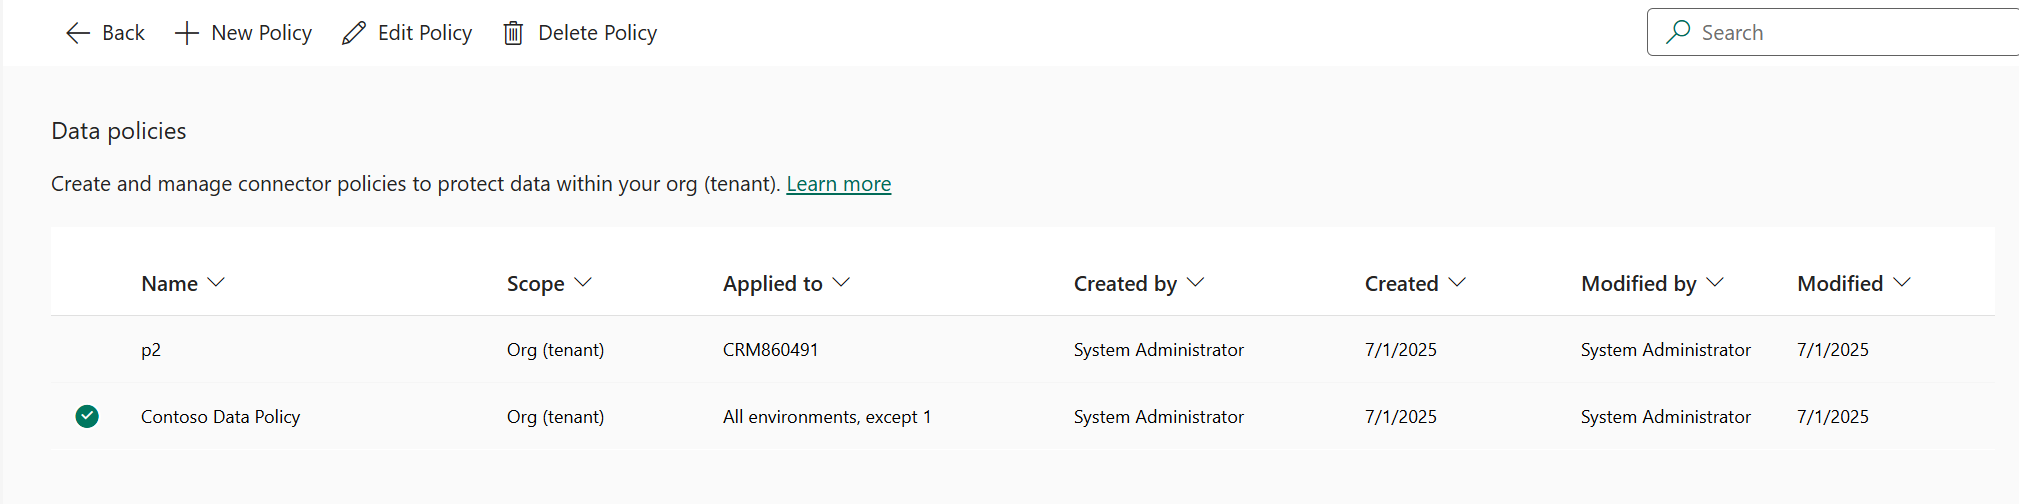 Back New Policy Edit Policy Delete Policy Search
Data policies
Create and manage connector policies to protect data within your org (tenant). Learn more
Name Scope Applied to Created by Created Modified by Modified
p2 Org (tenant) CRM860491 System Administrator 7/1/2025 System Administrator 7/1/2025
Contoso Data Policy Org (tenant) All environments, except 1 System Administrator 7/1/2025 System Administrator 7/1/2025